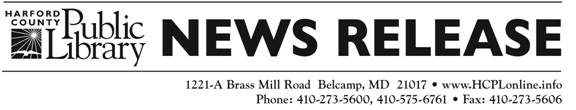 HARFORD
COUNTY
Public
Library
NEWS RELEASE
1221-A Brass Mill Road Belcamp, MD 21017 • www.HCPLonline.info
Phone: 410-273-5600, 410-575-6761 • Fax: 410-273-5606